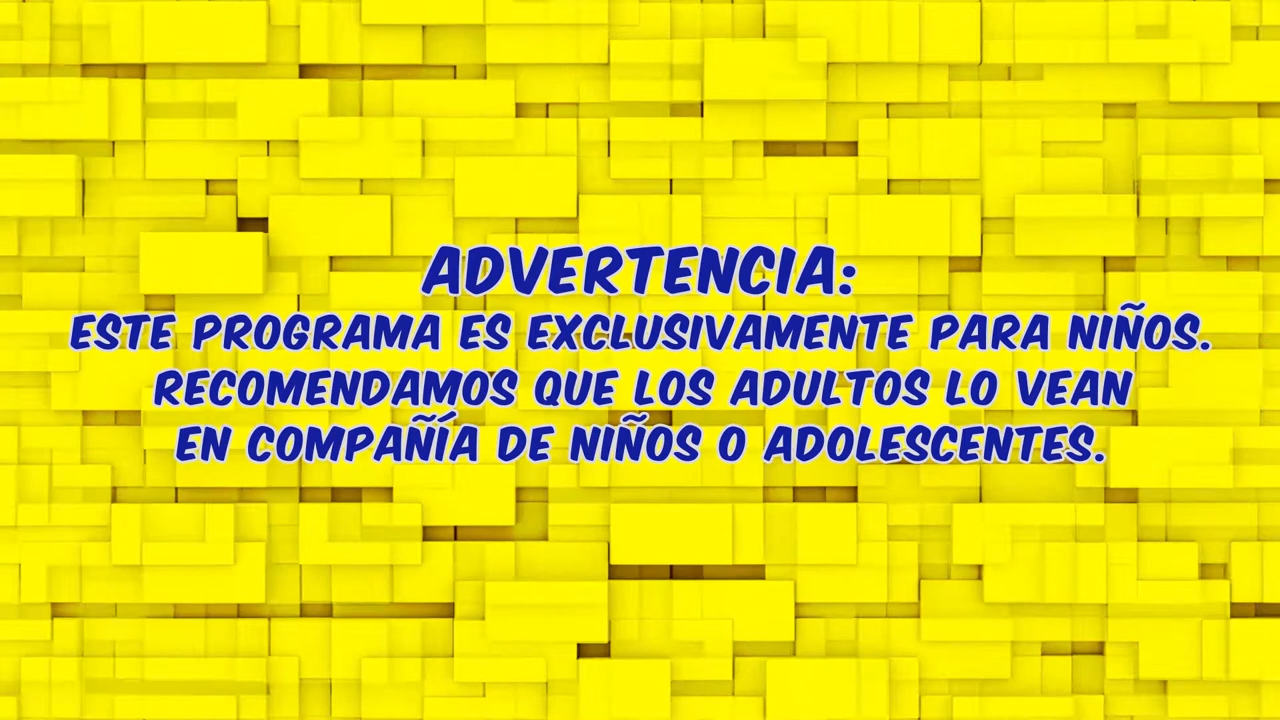 ADVERTENCIA:
ESTE PROGRAMA ES EXCLUSIVAMENTE PARA NIÑOS.
RECOMENDAMOS QUE LOS ADULTOS LO VEAN
EN COMPAÑÍA DE NIÑOS O ADOLESCENTES.